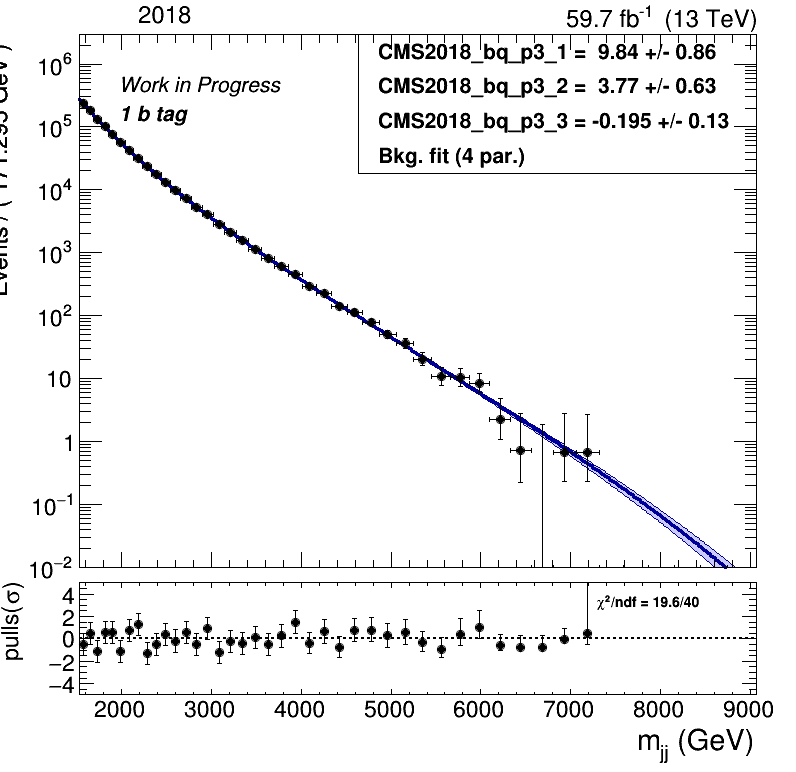 2018
59.7 fb⁻¹ (13 TeV)
CMS2018_bq_p3_1 = 9.84 +/- 0.86
CMS2018_bq_p3_2 = 3.77 +/- 0.63
CMS2018_bq_p3_3 = -0.195 +/- 0.13
Bkg. fit (4 par.)
Work in Progress
1 b tag
10⁶
10⁵
10⁴
10³
10²
10
1
10⁻¹
10⁻²
χ²/ndf = 19.6/40
pulls(σ)
4
2
0
−2
−4
2000 3000 4000 5000 6000 7000 8000 9000
m_jj (GeV)